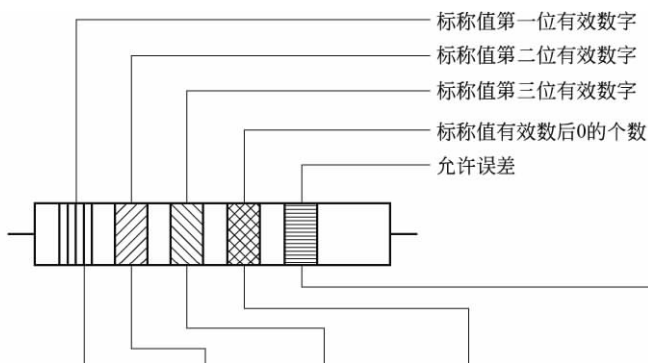 标称值第一位有效数字
标称值第二位有效数字
标称值第三位有效数字
标称值有效数后0的个数
允许误差